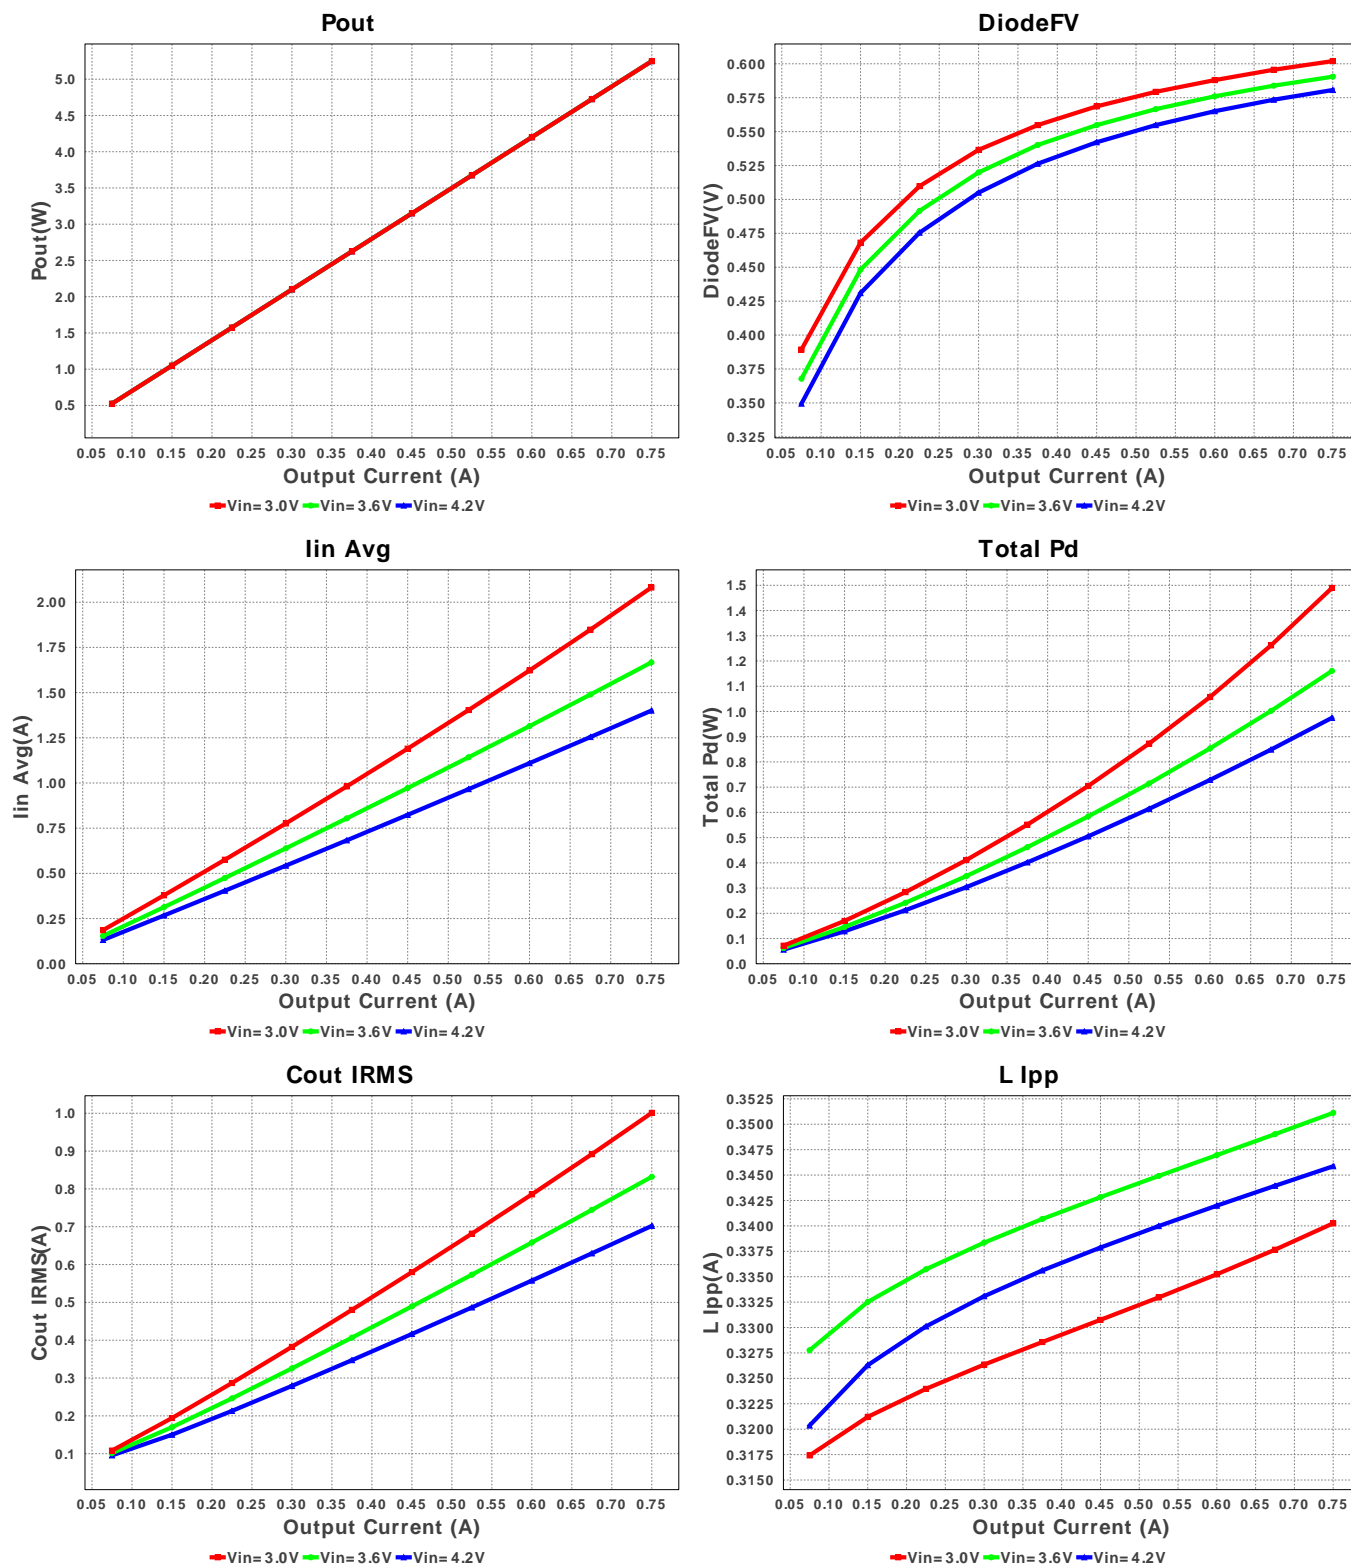 Pout
5.0
4.5
4.0
3.5
3.0
2.5
2.0
1.5
1.0
0.5
Pout(W)
0.05 0.10 0.15 0.20 0.25 0.30 0.35 0.40 0.45 0.50 0.55 0.60 0.65 0.70 0.75
Output Current (A)
Vin=3.0V Vin=3.6V Vin=4.2V
DiodeFV
0.600
0.575
0.550
0.525
0.500
0.475
0.450
0.425
0.400
0.375
0.350
0.325
DiodeFV(V)
0.05 0.10 0.15 0.20 0.25 0.30 0.35 0.40 0.45 0.50 0.55 0.60 0.65 0.70 0.75
Output Current (A)
Vin=3.0V Vin=3.6V Vin=4.2V
Iin Avg
2.00
1.75
1.50
1.25
1.00
0.75
0.50
0.25
0.00
Iin Avg(A)
0.05 0.10 0.15 0.20 0.25 0.30 0.35 0.40 0.45 0.50 0.55 0.60 0.65 0.70 0.75
Output Current (A)
Vin=3.0V Vin=3.6V Vin=4.2V
Total Pd
1.5
1.4
1.3
1.2
1.1
1.0
0.9
0.8
0.7
0.6
0.5
0.4
0.3
0.2
0.1
0.0
Total Pd(W)
0.05 0.10 0.15 0.20 0.25 0.30 0.35 0.40 0.45 0.50 0.55 0.60 0.65 0.70 0.75
Output Current (A)
Vin=3.0V Vin=3.6V Vin=4.2V
Cout IRMS
1.0
0.9
0.8
0.7
0.6
0.5
0.4
0.3
0.2
0.1
Cout IRMS(A)
0.05 0.10 0.15 0.20 0.25 0.30 0.35 0.40 0.45 0.50 0.55 0.60 0.65 0.70 0.75
Output Current (A)
Vin=3.0V Vin=3.6V Vin=4.2V
L Ipp
0.3525
0.3500
0.3475
0.3450
0.3425
0.3400
0.3375
0.3350
0.3325
0.3300
0.3275
0.3250
0.3225
0.3200
0.3175
0.3150
L Ipp(A)
0.05 0.10 0.15 0.20 0.25 0.30 0.35 0.40 0.45 0.50 0.55 0.60 0.65 0.70 0.75
Output Current (A)
Vin=3.0V Vin=3.6V Vin=4.2V